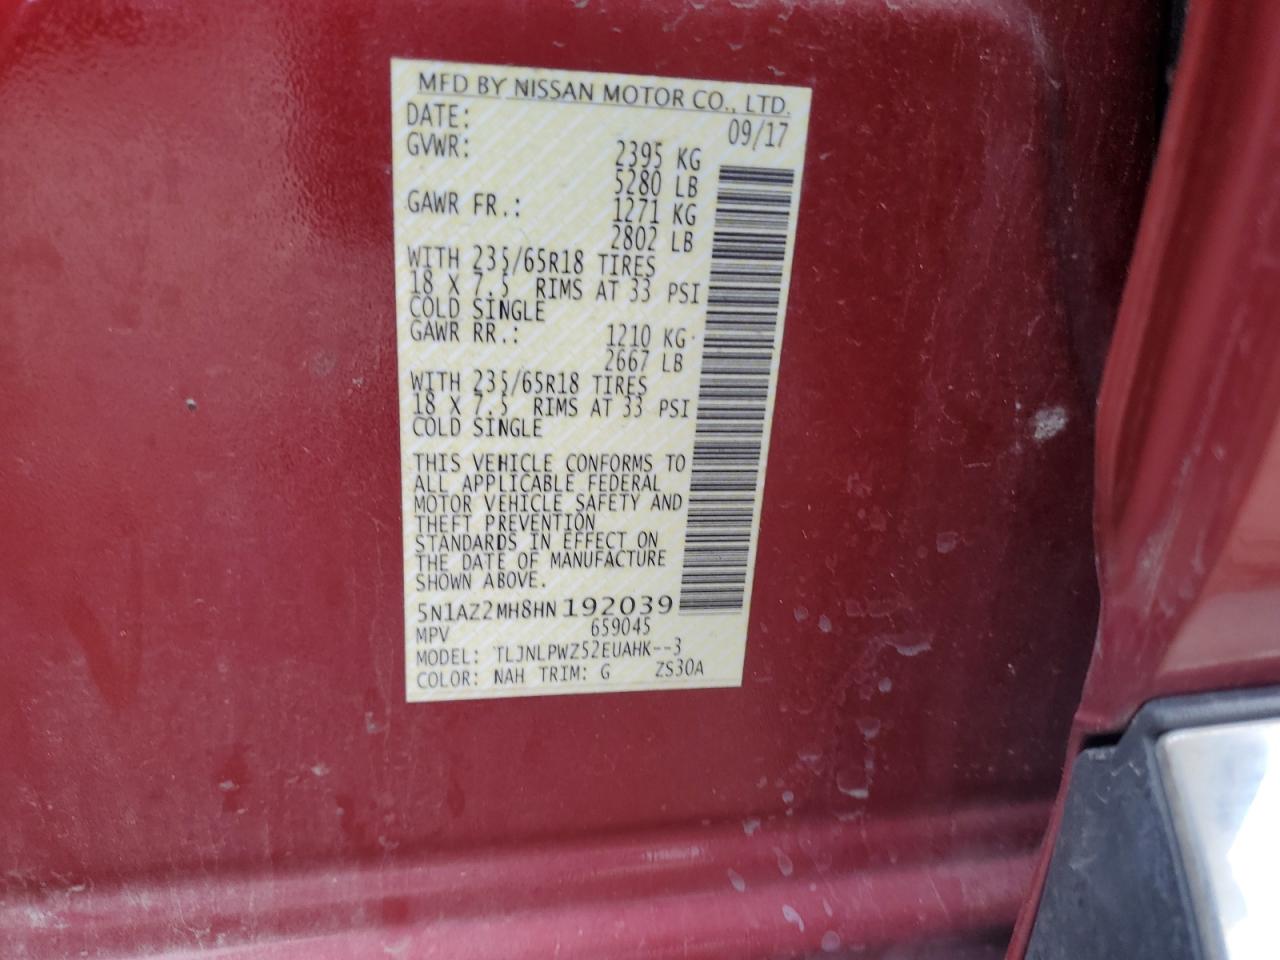 MFD BY NISSAN MOTOR CO., LTD.
DATE: 09/17
GVWR: 2395 KG
5280 LB
GAWR FR.: 1271 KG
2802 LB
WITH 235/65R18 TIRES
18 X 7.5 RIMS AT 33 PSI
COLD SINGLE
GAWR RR.: 1210 KG
2667 LB
WITH 235/65R18 TIRES
18 X 7.5 RIMS AT 33 PSI
COLD SINGLE
THIS VEHICLE CONFORMS TO
ALL APPLICABLE FEDERAL
MOTOR VEHICLE SAFETY AND
THEFT PREVENTION
STANDARDS IN EFFECT ON
THE DATE OF MANUFACTURE
SHOWN ABOVE.
5N1AZ2MH8HN192039
MPV 659045
MODEL: TLJNLPWZ52EUAHK--3
COLOR: NAH TRIM: G ZS30A